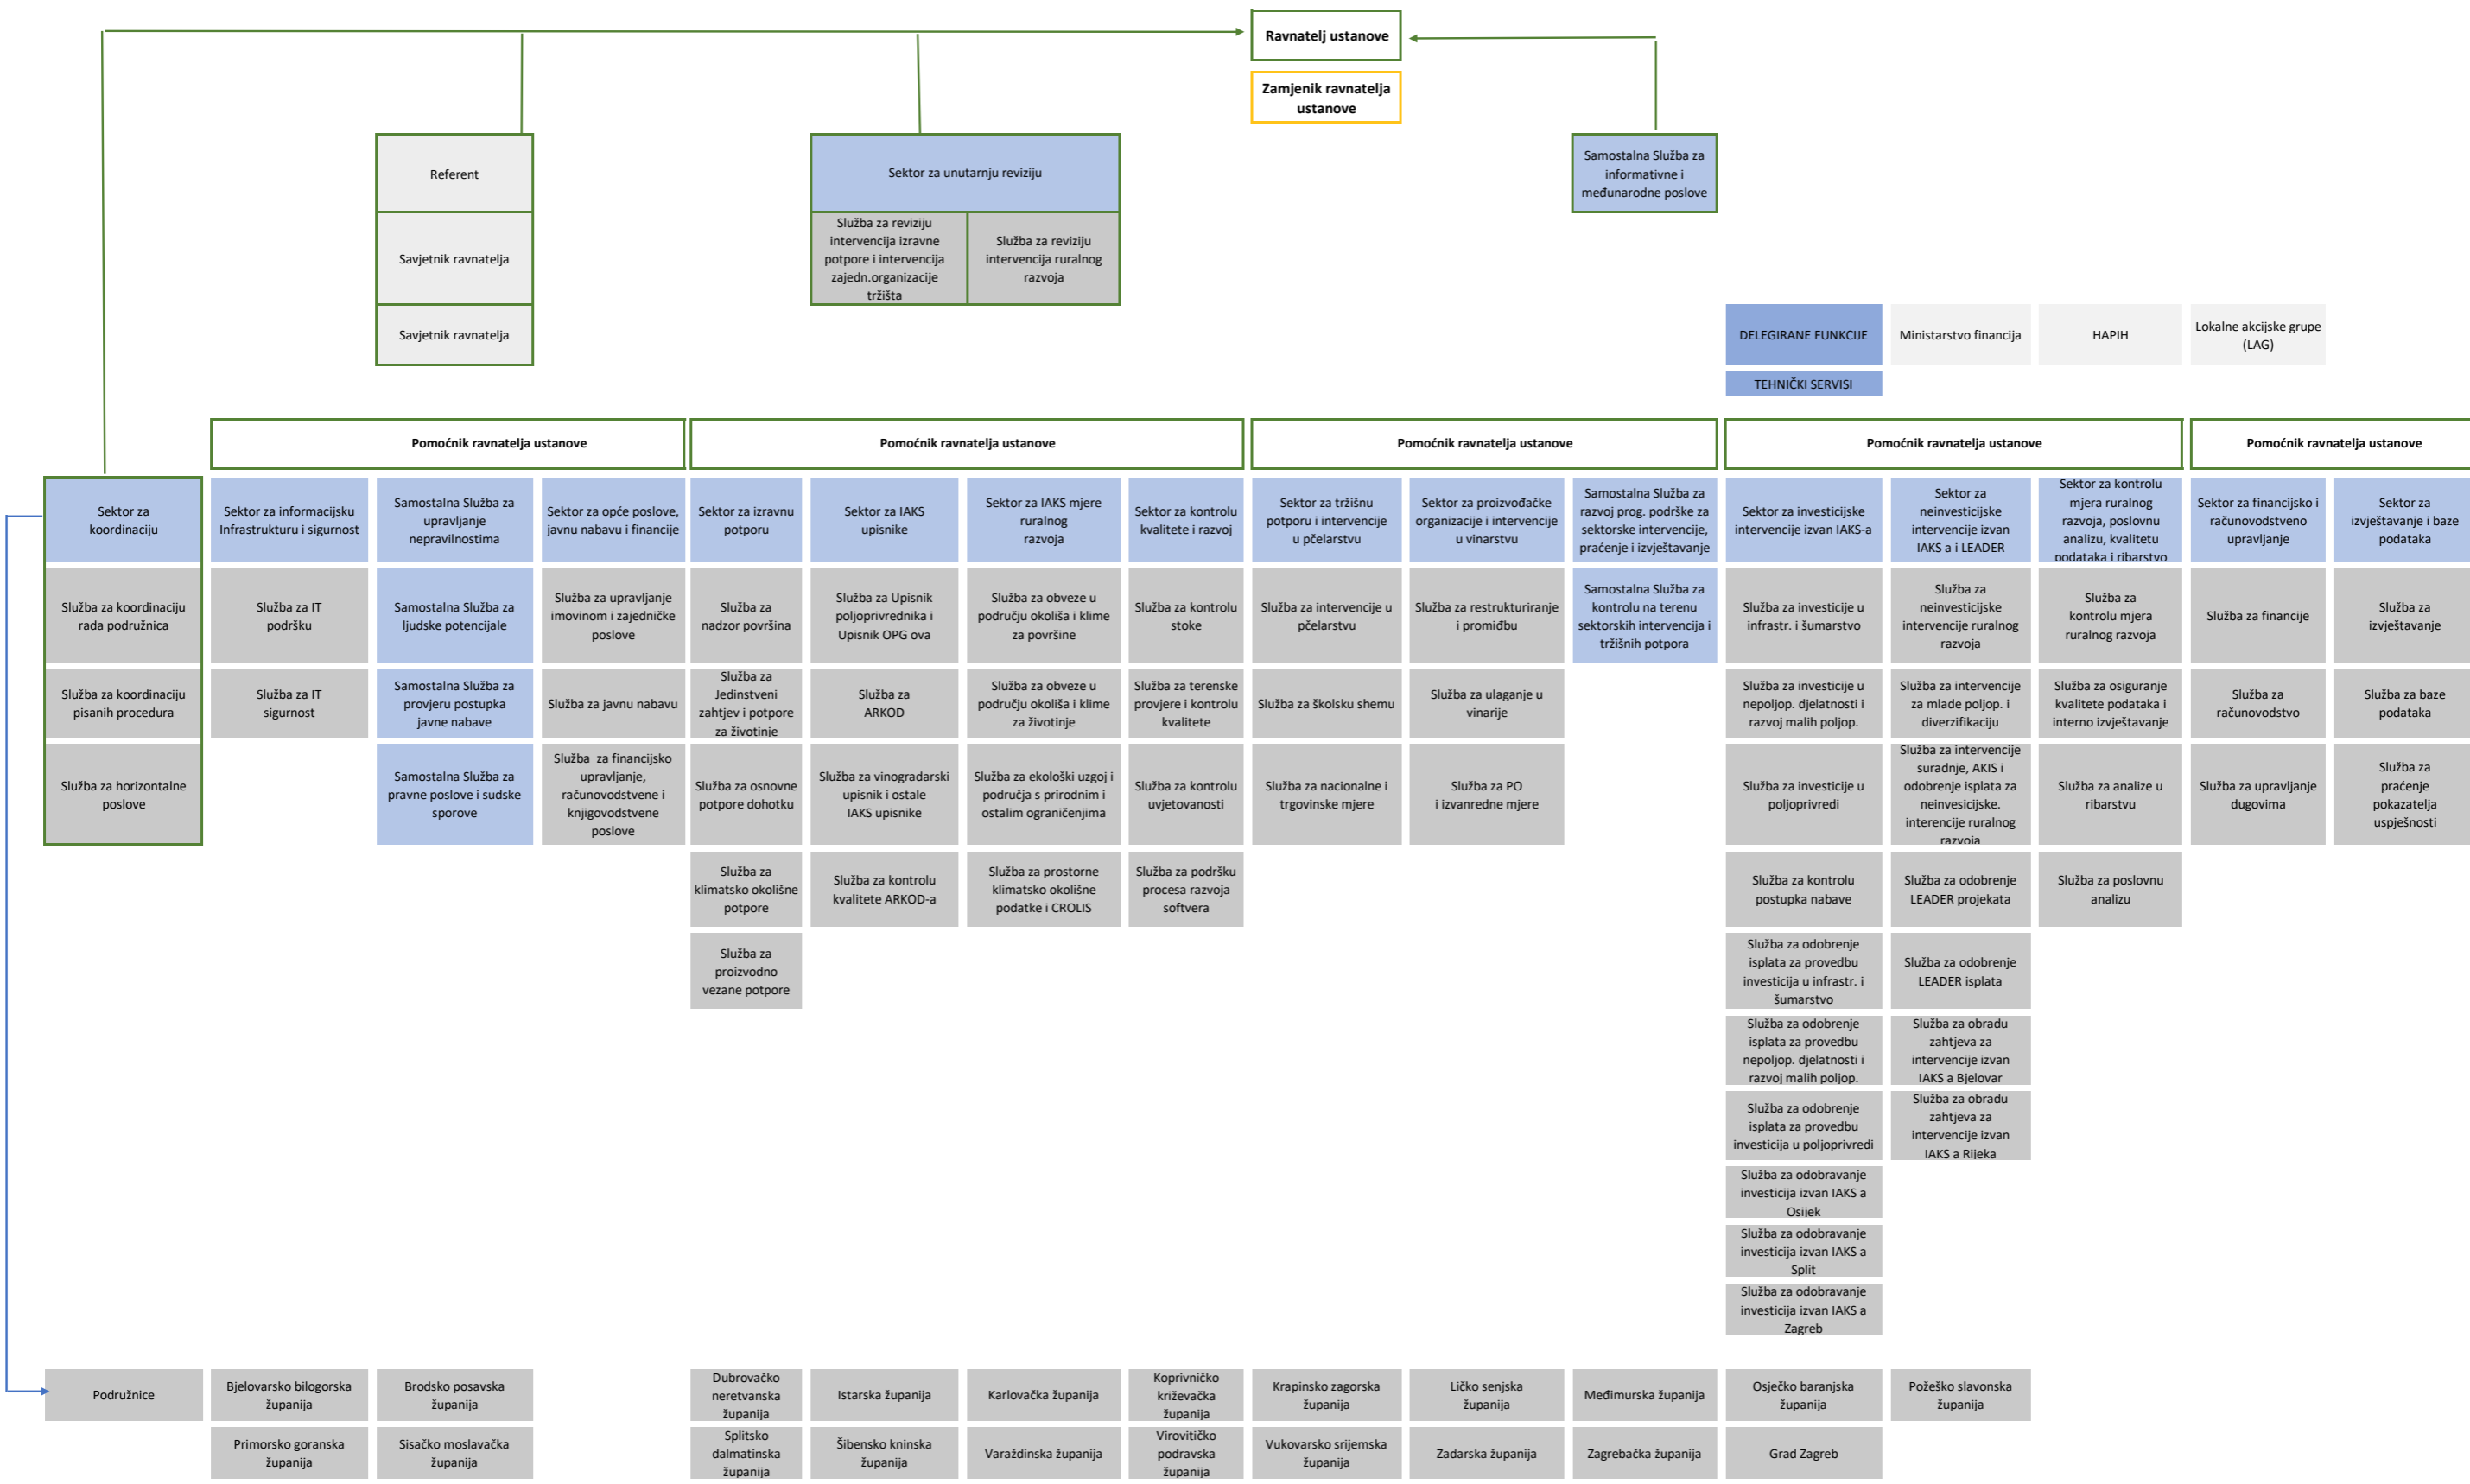 Ravnatelj ustanove
Zamjenik ravnatelja
ustanove
Referent
Sektor za unutarnju reviziju
Samostalna Služba za
informativne i
međunarodne poslove
Savjetnik ravnatelja
Služba za reviziju
intervencija izravne
potpore i intervencija
zajedn.organizacije
tržišta
Služba za reviziju
intervencija ruralnog
razvoja
Savjetnik ravnatelja
DELEGIRANE FUNKCIJE
Ministarstvo financija
HAPIH
Lokalne akcijske grupe
(LAG)
TEHNIČKI SERVISI
Pomoćnik ravnatelja ustanove
Pomoćnik ravnatelja ustanove
Pomoćnik ravnatelja ustanove
Pomoćnik ravnatelja ustanove
Pomoćnik ravnatelja ustanove
Sektor za
koordinaciju
Sektor za informacijsku
Infrastrukturu i sigurnost
Samostalna Služba za
upravljanje
nepravilnostima
Sektor za opće poslove,
javnu nabavu i financije
Sektor za izravnu
potporu
Sektor za IAKS
upisnike
Sektor za IAKS mjere
ruralnog
razvoja
Sektor za kontrolu
kvalitete i razvoj
Sektor za tržišnu
potporu i intervencije
u pčelarstvu
Sektor za proizvođačke
organizacije i intervencije
u vinarstvu
Samostalna Služba za
razvoj prog. podrške za
sektorske intervencije,
praćenje i izvještavanje
Sektor za investicijske
intervencije izvan IAKS-a
Sektor za
neinvesticijske
intervencije izvan
IAKS a i LEADER
Sektor za kontrolu
mjera ruralnog
razvoja, poslovnu
analizu, kvalitetu
podataka i ribarstvo
Sektor za financijsko i
računovodstveno
upravljanje
Sektor za
izvještavanje i baze
podataka
Služba za koordinaciju
rada podružnica
Služba za IT
podršku
Samostalna Služba za
ljudske potencijale
Služba za upravljanje
imovinom i zajedničke
poslove
Služba za
nadzor površina
Služba za Upisnik
poljoprivrednika i
Upisnik OPG ova
Služba za obveze u
području okoliša i klime
za površine
Služba za kontrolu
stoke
Služba za intervencije u
pčelarstvu
Služba za restrukturiranje
i promiđbu
Samostalna Služba za
kontrolu na terenu
sektorskih intervencija i
tržišnih potpora
Služba za investicije u
infrastr. i šumarstvo
Služba za
neinvesticijske
intervencije ruralnog
razvoja
Služba za
kontrolu mjera
ruralnog razvoja
Služba za financije
Služba za
izvještavanje
Služba za koordinaciju
pisanih procedura
Služba za IT
sigurnost
Samostalna Služba za
provjeru postupka
javne nabave
Služba za javnu nabavu
Služba za
Jedinstveni
zahtjev i potpore
za životinje
Služba za
ARKOD
Služba za obveze u
području okoliša i klime
za životinje
Služba za terenske
provjere i kontrolu
kvalitete
Služba za školsku shemu
Služba za ulaganje u
vinarije
Služba za investicije u
nepoljop. djelatnosti i
razvoj malih poljop.
Služba za intervencije
za mlade poljop. i
diverzifikaciju
Služba za osiguranje
kvalitete podataka i
interno izvještavanje
Služba za
računovodstvo
Služba za baze
podataka
Služba za horizontalne
poslove
Samostalna Služba za
pravne poslove i sudske
sporove
Služba  za financijsko
upravljanje,
računovodstvene i
knjigovodstvene
poslove
Služba za osnovne
potpore dohotku
Služba za vinogradarski
upisnik i ostale
IAKS upisnike
Služba za ekološki uzgoj i
područja s prirodnim i
ostalim ograničenjima
Služba za kontrolu
uvjetovanosti
Služba za nacionalne i
trgovinske mjere
Služba za PO
i izvanredne mjere
Služba za investicije u
poljoprivredi
Služba za intervencije
suradnje, AKIS i
odobrenje isplata za
neinvesicijske.
interencije ruralnog
razvoja
Služba za analize u
ribarstvu
Služba za upravljanje
dugovima
Služba za
praćenje
pokazatelja
uspješnosti
Služba za
klimatsko okolišne
potpore
Služba za kontrolu
kvalitete ARKOD-a
Služba za prostorne
klimatsko okolišne
podatke i CROLIS
Služba za podršku
procesa razvoja
softvera
Služba za kontrolu
postupka nabave
Služba za odobrenje
LEADER projekata
Služba za poslovnu
analizu
Služba za
proizvodno
vezane potpore
Služba za odobrenje
isplata za provedbu
investicija u infrastr. i
šumarstvo
Služba za odobrenje
LEADER isplata
Služba za odobrenje
isplata za provedbu
nepoljop. djelatnosti i
razvoj malih poljop.
Služba za obradu
zahtjeva za
intervencije izvan
IAKS a Bjelovar
Služba za odobrenje
isplata za provedbu
investicija u poljoprivredi
Služba za obradu
zahtjeva za
intervencije izvan
IAKS a Rijeka
Služba za odobravanje
investicija izvan IAKS a
Osijek
Služba za odobravanje
investicija izvan IAKS a
Split
Služba za odobravanje
investicija izvan IAKS a
Zagreb
Podružnice
Bjelovarsko bilogorska
županija
Brodsko posavska
županija
Dubrovačko
neretvanska
županija
Istarska županija
Karlovačka županija
Koprivničko
križevačka
županija
Krapinsko zagorska
županija
Ličko senjska
županija
Međimurska županija
Osječko baranjska
županija
Požeško slavonska
županija
Primorsko goranska
županija
Sisačko moslavačka
županija
Splitsko
dalmatinska
županija
Šibensko kninska
županija
Varaždinska županija
Virovitičko
podravska
županija
Vukovarsko srijemska
županija
Zadarska županija
Zagrebačka županija
Grad Zagreb